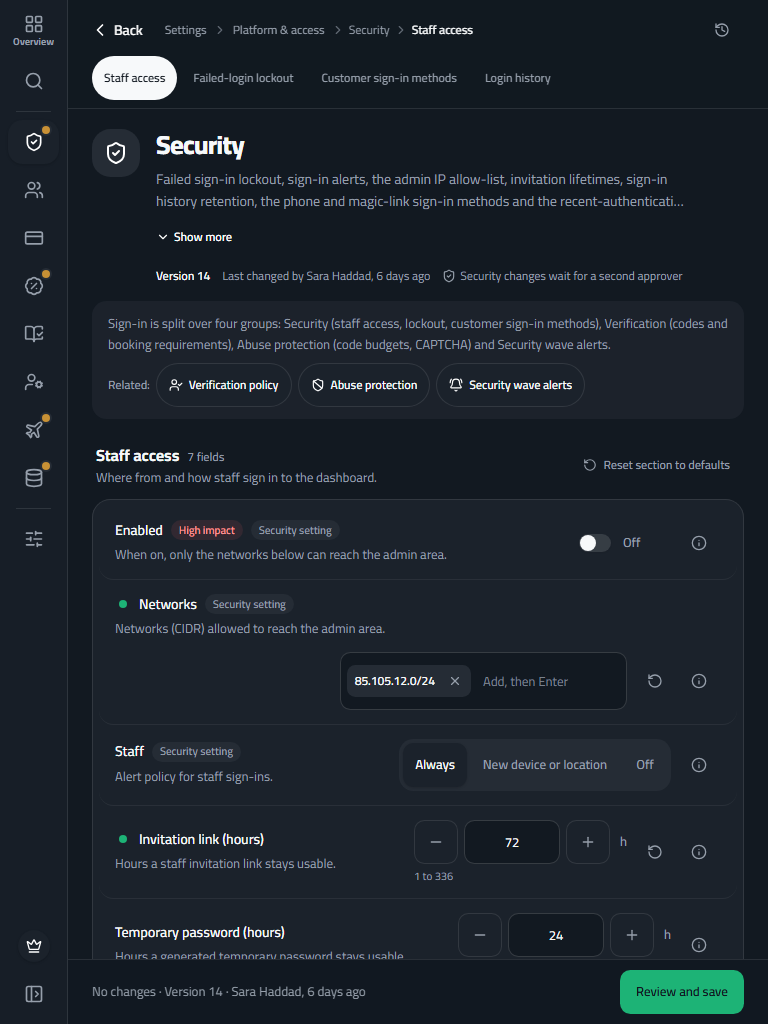 Overview
Back Settings Platform & access Security Staff access
Staff access Failed-login lockout Customer sign-in methods Login history
Security
Failed sign-in lockout, sign-in alerts, the admin IP allow-list, invitation lifetimes, sign-in
history retention, the phone and magic-link sign-in methods and the recent-authenticati...
Show more
Version 14 Last changed by Sara Haddad, 6 days ago Security changes wait for a second approver
Sign-in is split over four groups: Security (staff access, lockout, customer sign-in methods), Verification (codes and
booking requirements), Abuse protection (code budgets, CAPTCHA) and Security wave alerts.
Related: Verification policy Abuse protection Security wave alerts
Staff access 7 fields
Where from and how staff sign in to the dashboard.
Reset section to defaults
Enabled High impact Security setting
When on, only the networks below can reach the admin area.
Off
Networks Security setting
Networks (CIDR) allowed to reach the admin area.
85.105.12.0/24 Add, then Enter
Staff Security setting
Alert policy for staff sign-ins.
Always New device or location Off
Invitation link (hours)
Hours a staff invitation link stays usable.
72 h
1 to 336
Temporary password (hours)
Hours a generated temporary password stays usable
24 h
No changes · Version 14 · Sara Haddad, 6 days ago
Review and save